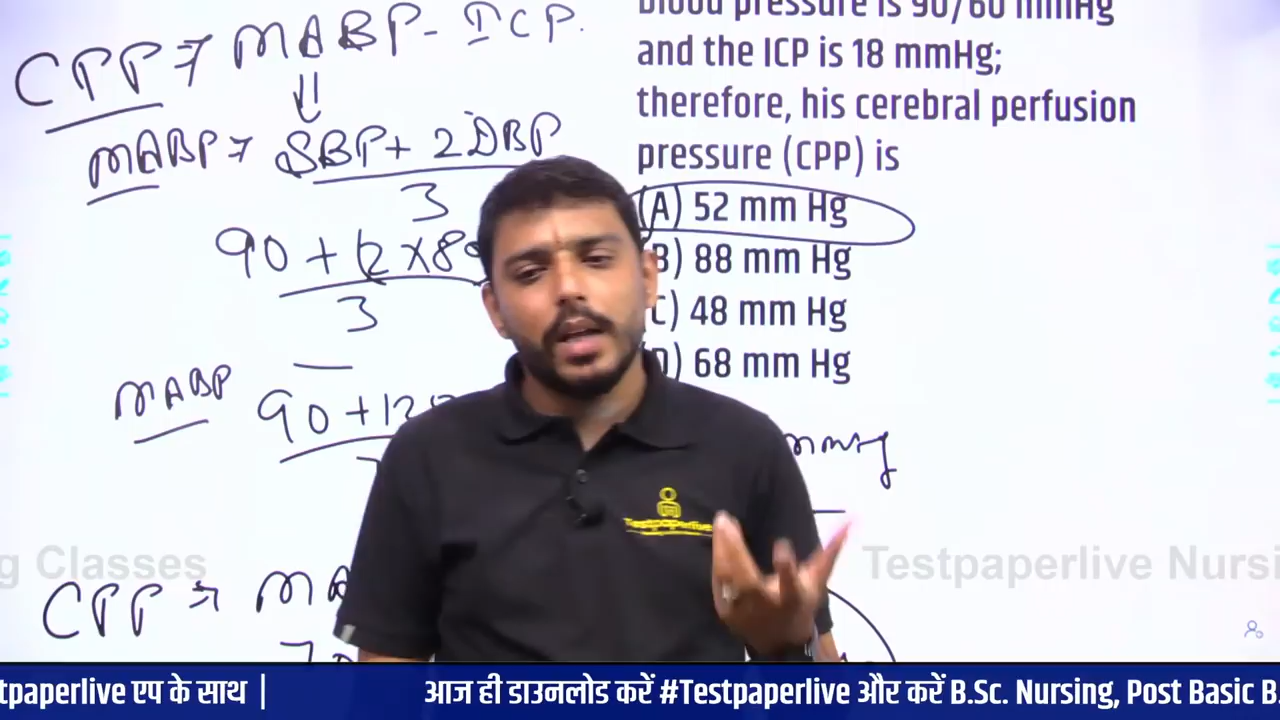 CPP ⇒ MABP - ICP.
MABP ⇒ SBP + 2DBP
3
90 + (2×8
3
MABP
90 + 12
CPP ⇒ MA
Blood pressure is 90/60 mmHg
and the ICP is 18 mmHg;
therefore, his cerebral perfusion
pressure (CPP) is
(A) 52 mm Hg
B) 88 mm Hg
C) 48 mm Hg
D) 68 mm Hg
mmHg
Testpaperlive
g Classes
Testpaperlive Nursi
tpaperlive एप के साथ |
आज ही डाउनलोड करें #Testpaperlive और करें B.Sc. Nursing, Post Basic B.